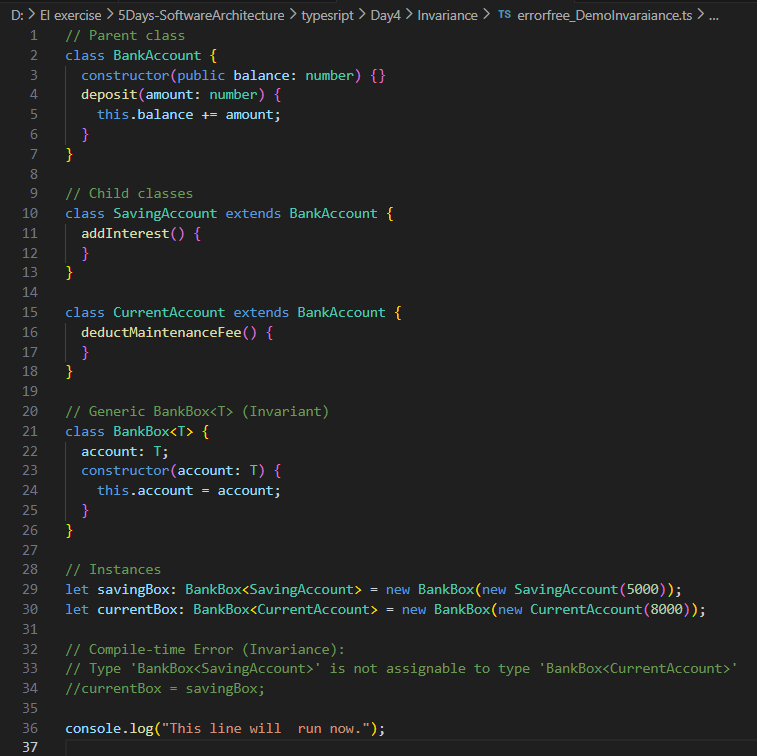 D: > EI exercise > 5Days-SoftwareArchitecture > typesript > Day4 > Invariance > TS errorfree_DemoInvaraiance.ts > ...
1 // Parent class
2 class BankAccount {
3   constructor(public balance: number) {}
4   deposit(amount: number) {
5     this.balance += amount;
6   }
7 }
8
9 // Child classes
10 class SavingAccount extends BankAccount {
11   addInterest() {
12   }
13 }
14
15 class CurrentAccount extends BankAccount {
16   deductMaintenanceFee() {
17   }
18 }
19
20 // Generic BankBox<T> (Invariant)
21 class BankBox<T> {
22   account: T;
23   constructor(account: T) {
24     this.account = account;
25   }
26 }
27
28 // Instances
29 let savingBox: BankBox<SavingAccount> = new BankBox(new SavingAccount(5000));
30 let currentBox: BankBox<CurrentAccount> = new BankBox(new CurrentAccount(8000));
31
32 // Compile-time Error (Invariance):
33 // Type 'BankBox<SavingAccount>' is not assignable to type 'BankBox<CurrentAccount>'
34 //currentBox = savingBox;
35
36 console.log("This line will  run now.");
37